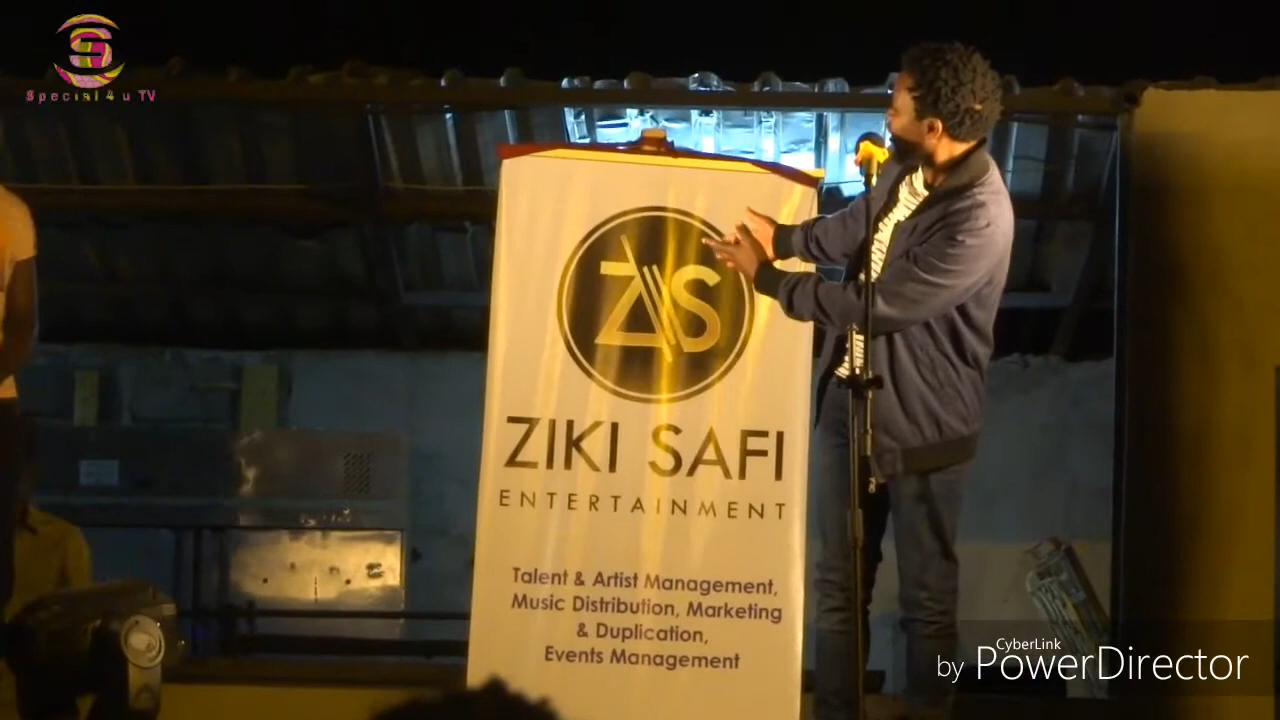 S
Special 4 u TV
ZS
ZIKI SAFI
ENTERTAINMENT
Talent & Artist Management,
Music Distribution, Marketing
& Duplication,
Events Management
CyberLink
by PowerDirector